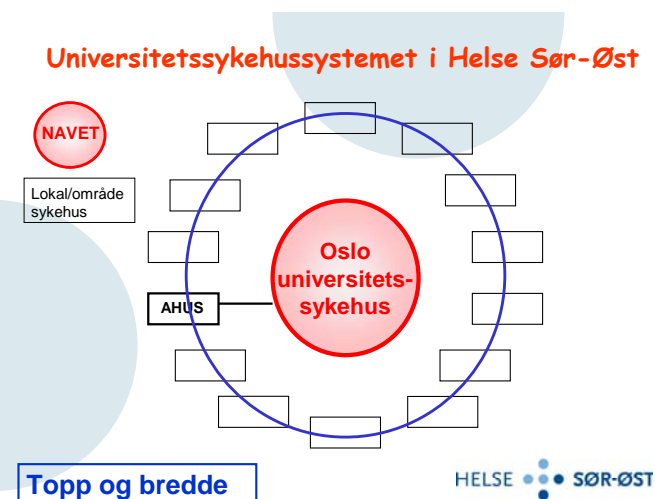 Universitetssykehussystemet i Helse Sør-Øst
NAVET
Lokal/område
sykehus
Oslo
universitets-
sykehus
AHUS
Topp og bredde
HELSE SØR-ØST